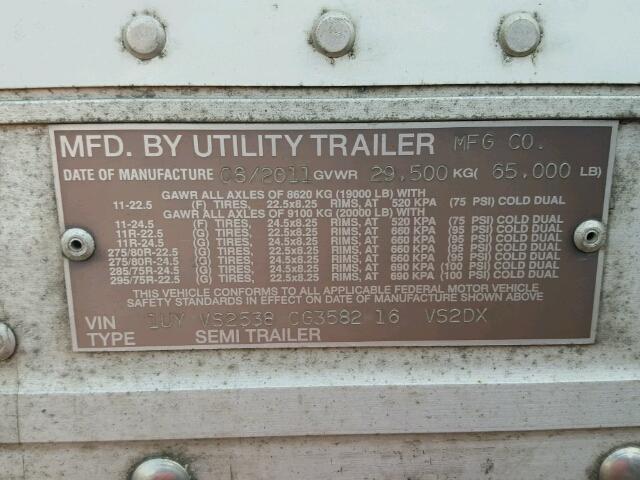 MFD. BY UTILITY TRAILER MFG CO.
DATE OF MANUFACTURE 08/2011 GVWR 29,500 KG( 65,000 LB)
GAWR ALL AXLES OF 8620 KG (19000 LB) WITH
11-22.5 (F) TIRES, 22.5x8.25 RIMS, AT 520 KPA (75 PSI) COLD DUAL
GAWR ALL AXLES OF 9100 KG (20000 LB) WITH
11-24.5 (F) TIRES, 24.5x8.25 RIMS, AT 520 KPA (75 PSI) COLD DUAL
11R-22.5 (G) TIRES, 22.5x8.25 RIMS, AT 660 KPA (95 PSI) COLD DUAL
11R-24.5 (G) TIRES, 24.5x8.25 RIMS, AT 660 KPA (95 PSI) COLD DUAL
275/80R-22.5 (G) TIRES, 22.5x8.25 RIMS, AT 660 KPA (95 PSI) COLD DUAL
275/80R-24.5 (G) TIRES, 24.5x8.25 RIMS, AT 690 KPA (100 PSI) COLD DUAL
285/75R-24.5 (G) TIRES, 24.5x8.25 RIMS, AT 660 KPA (95 PSI) COLD DUAL
295/75R-22.5 (G) TIRES, 22.5x8.25 RIMS, AT 690 KPA (100 PSI) COLD DUAL
THIS VEHICLE CONFORMS TO ALL APPLICABLE FEDERAL MOTOR VEHICLE
SAFETY STANDARDS IN EFFECT ON DATE OF MANUFACTURE SHOWN ABOVE
VIN 1UY VS2538 CG3582 16 VS2DX
TYPE SEMI TRAILER